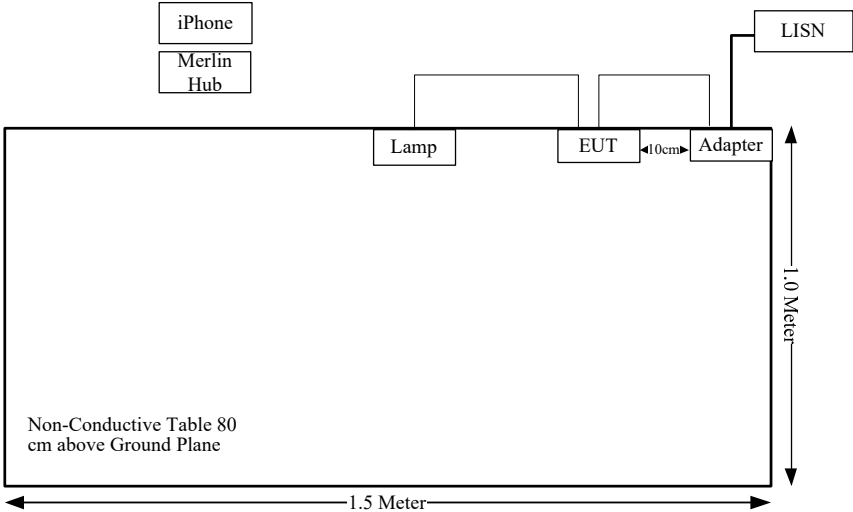 iPhone
Merlin
Hub
LISN
Lamp
EUT
10cm
Adapter
1.0 Meter
Non-Conductive Table 80
cm above Ground Plane
1.5 Meter